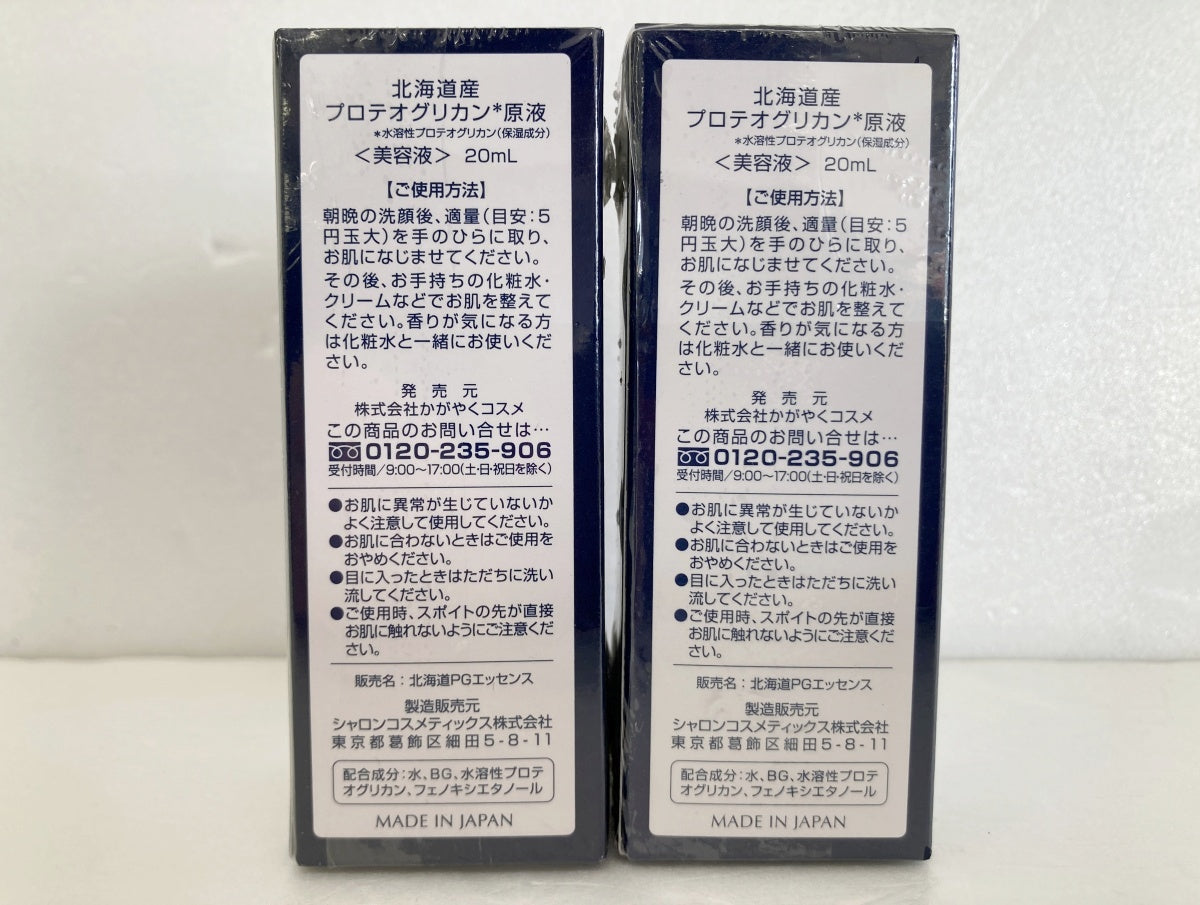 北海道産
プロテオグリカン*原液
*水溶性プロテオグリカン(保湿成分)
<美容液> 20mL
【ご使用方法】
朝晩の洗顔後、適量(目安:5
円玉大)を手のひらに取り、
お肌になじませてください。
その後、お手持ちの化粧水・
クリームなどでお肌を整えて
ください。香りが気になる方
は化粧水と一緒にお使いくだ
さい。
発売元
株式会社かがやくコスメ
この商品のお問い合せは…
0120-235-906
受付時間/9:00〜17:00(土・日・祝日を除く)
●お肌に異常が生じていないか
よく注意して使用してください。
●お肌に合わないときはご使用を
おやめください。
●目に入ったときはただちに洗い
流してください。
●ご使用時、スポイトの先が直接
お肌に触れないようにご注意くだ
さい。
販売名:北海道PGエッセンス
製造販売元
シャロンコスメティックス株式会社
東京都葛飾区細田5-8-11
配合成分:水、BG、水溶性プロテ
オグリカン、フェノキシエタノール
MADE IN JAPAN
北海道産
プロテオグリカン*原液
*水溶性プロテオグリカン(保湿成分)
<美容液> 20mL
【ご使用方法】
朝晩の洗顔後、適量(目安:5
円玉大)を手のひらに取り、
お肌になじませてください。
その後、お手持ちの化粧水・
クリームなどでお肌を整えて
ください。香りが気になる方
は化粧水と一緒にお使いくだ
さい。
発売元
株式会社かがやくコスメ
この商品のお問い合せは…
0120-235-906
受付時間/9:00〜17:00(土・日・祝日を除く)
●お肌に異常が生じていないか
よく注意して使用してください。
●お肌に合わないときはご使用を
おやめください。
●目に入ったときはただちに洗い
流してください。
●ご使用時、スポイトの先が直接
お肌に触れないようにご注意くだ
さい。
販売名:北海道PGエッセンス
製造販売元
シャロンコスメティックス株式会社
東京都葛飾区細田5-8-11
配合成分:水、BG、水溶性プロテ
オグリカン、フェノキシエタノール
MADE IN JAPAN